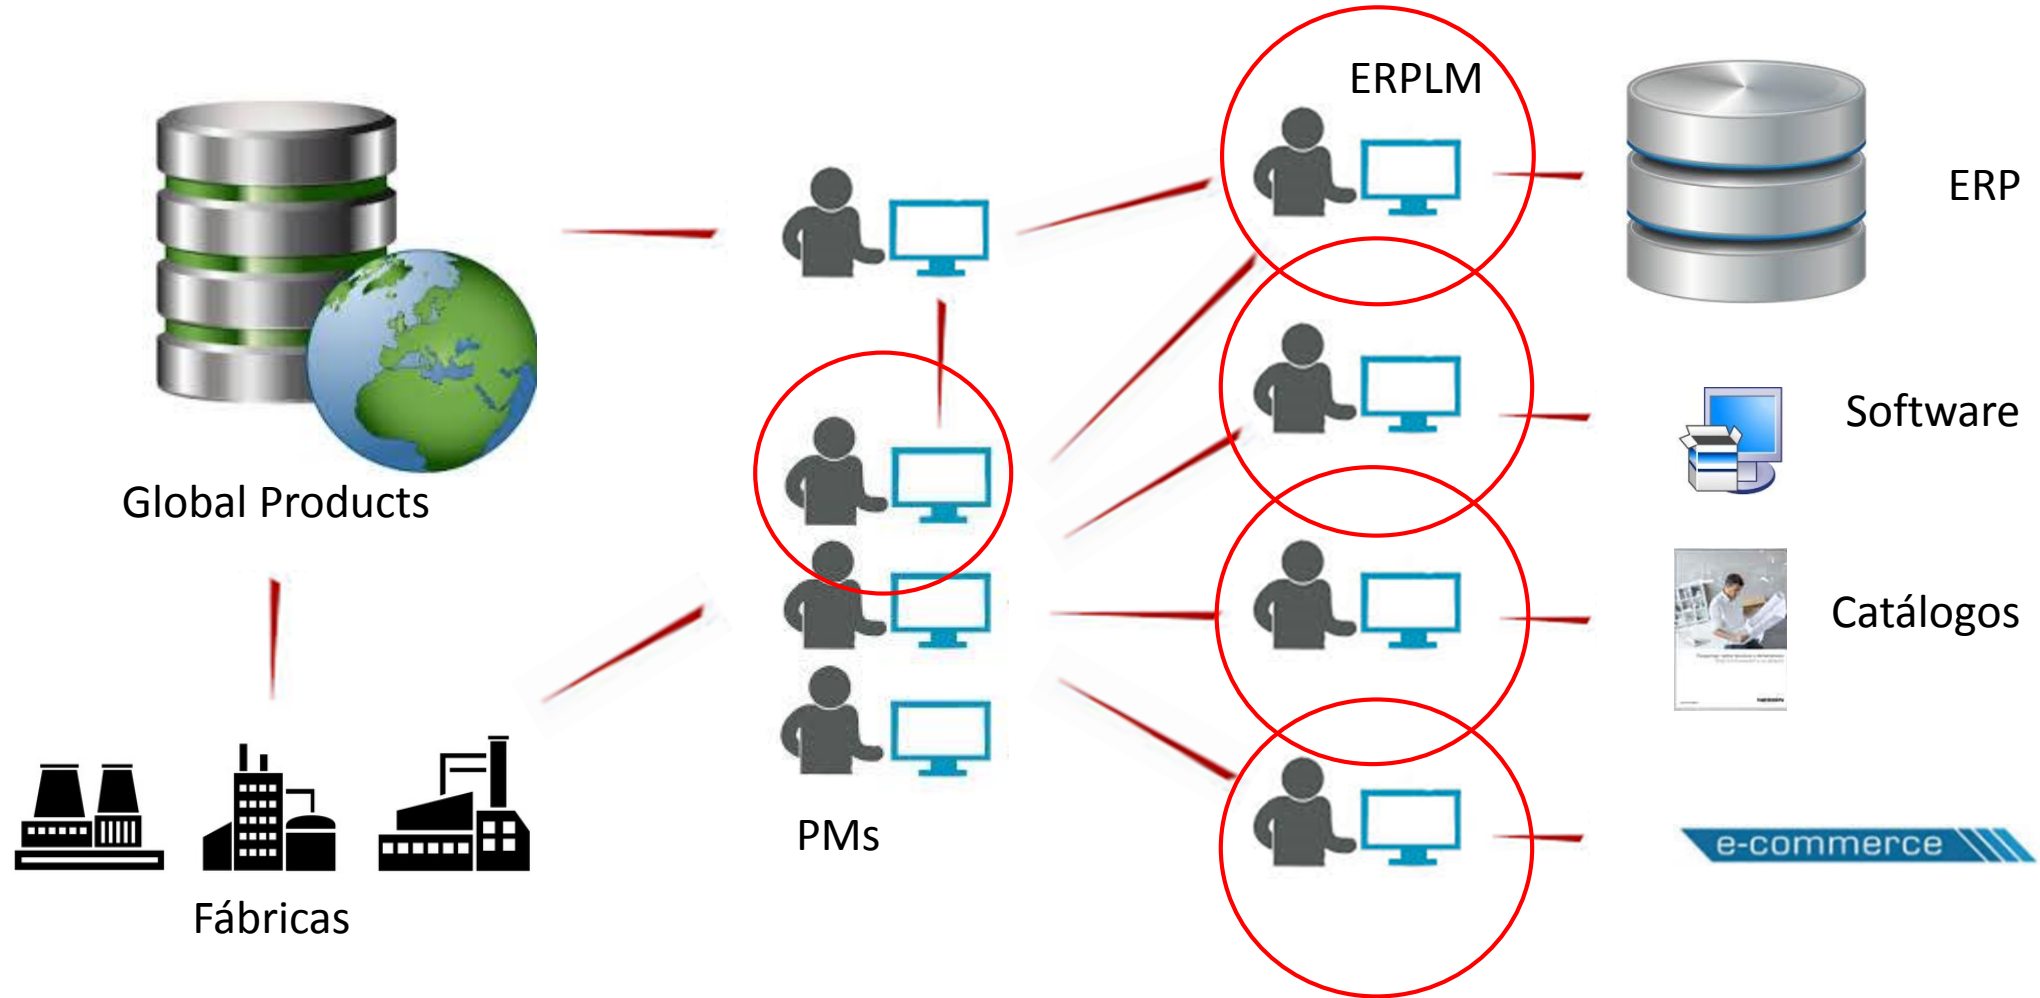 ERPLM
ERP
Global Products
Software
Catálogos
PMs
e-commerce
Fábricas